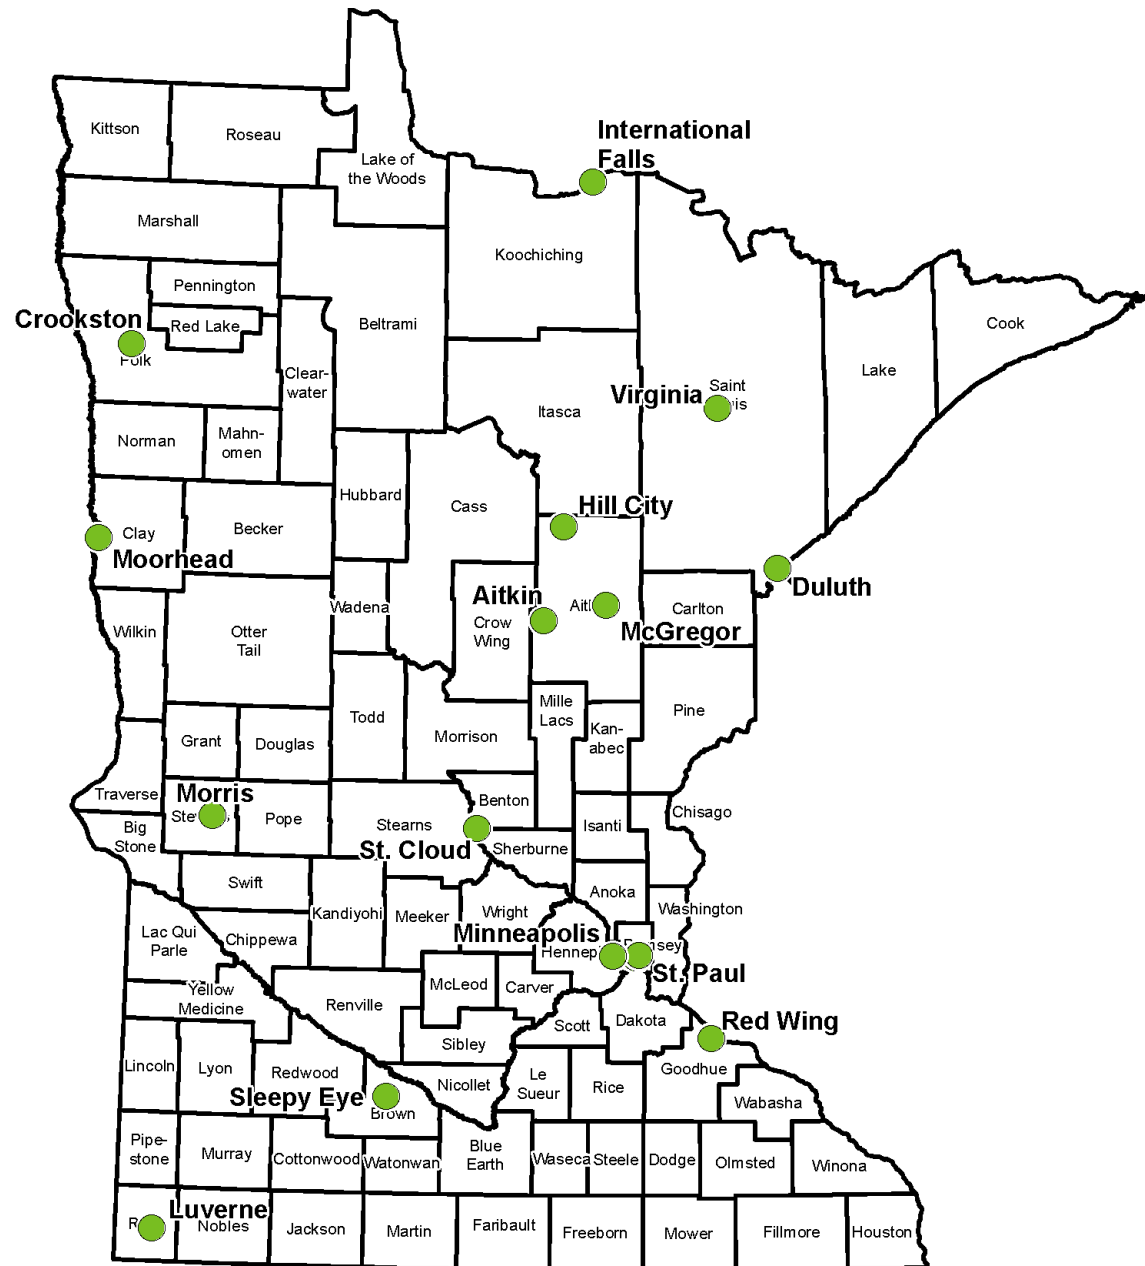 International
Falls
Kittson
Roseau
Lake of
the Woods
Marshall
Koochiching
Pennington
Crookston
Red Lake
Polk
Beltrami
Cook
Clear-
water
Lake
Virginia
Saint
Itasca
Norman
Mahn-
omen
Hubbard
Cass
Hill City
Clay
Becker
Moorhead
Duluth
Aitkin
Wadena
Carlton
McGregor
Crow
Wing
Wilkin
Otter
Tail
Mille
Lacs
Pine
Todd
Kan-
abec
Morrison
Grant
Douglas
Traverse
Morris
Benton
Chisago
Pope
Stearns
Isanti
Big
Stone
St. Cloud
Sherburne
Swift
Anoka
Kandiyohi
Meeker
Wright
Washington
Lac Qui
Parle
Chippewa
Minneapolis
St. Paul
McLeod
Carver
Yellow
Medicine
Renville
Scott
Dakota
Red Wing
Sibley
Lincoln
Lyon
Redwood
Goodhue
Nicollet
Le
Sueur
Rice
Sleepy Eye
Brown
Wabasha
Pipe-
stone
Murray
Cottonwood
Watonwan
Blue
Earth
Waseca
Steele
Dodge
Olmsted
Winona
Luverne
Nobles
Jackson
Martin
Faribault
Freeborn
Mower
Fillmore
Houston